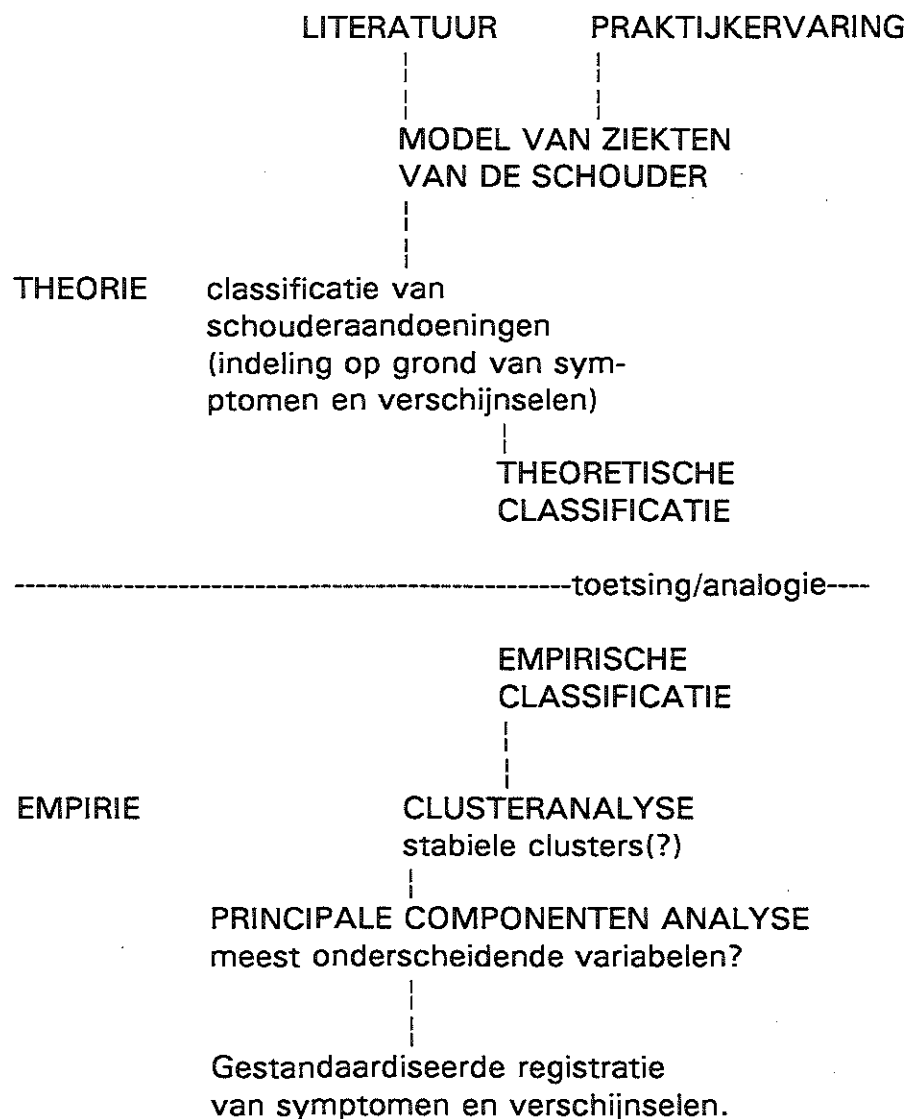 LITERATUUR PRAKTIJKERVARING
MODEL VAN ZIEKTEN
VAN DE SCHOUDER
THEORIE classificatie van
schouderaandoeningen
(indeling op grond van sym-
ptomen en verschijnselen)
THEORETISCHE
CLASSIFICATIE
toetsing/analogie
EMPIRISCHE
CLASSIFICATIE
EMPIRIE CLUSTERANALYSE
stabiele clusters(?)
PRINCIPALE COMPONENTEN ANALYSE
meest onderscheidende variabelen?
Gestandaardiseerde registratie
van symptomen en verschijnselen.